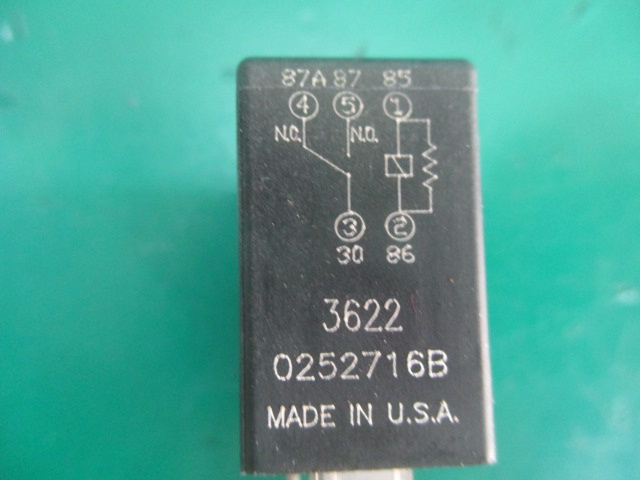 87A 87 85
4 5 1
N.C. N.O.
3 2
30 86
3622
0252716B
MADE IN U.S.A.